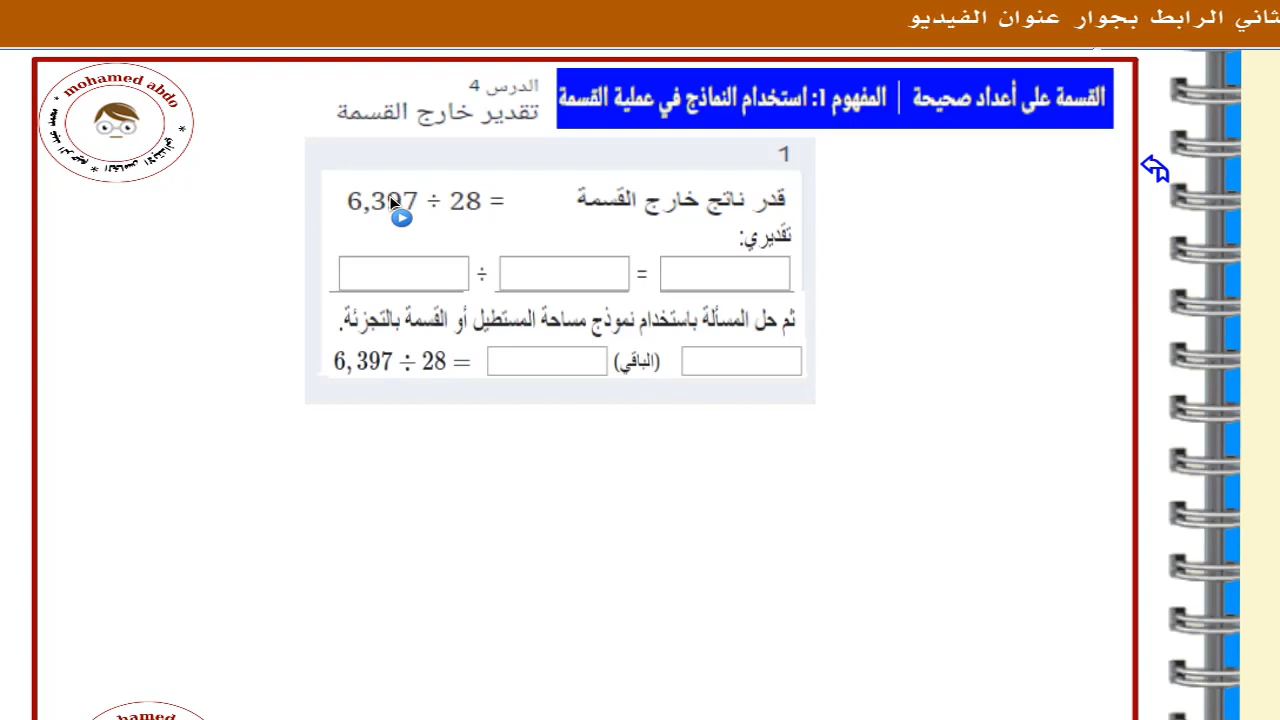 ثاني الرابط بجوار عنوان الفيديو
القسمة على أعداد صحيحة | المفهوم 1: استخدام النماذج في عملية القسمة
الدرس 4
تقدير خارج القسمة
mohamed abdo
1
قدر ناتج خارج القسمة 6,397 ÷ 28 =
تقديري:
÷ =
ثم حل المسألة باستخدام نموذج مساحة المستطيل أو القسمة بالتجزئة.
6,397 ÷ 28 = (الباقي)
hamed